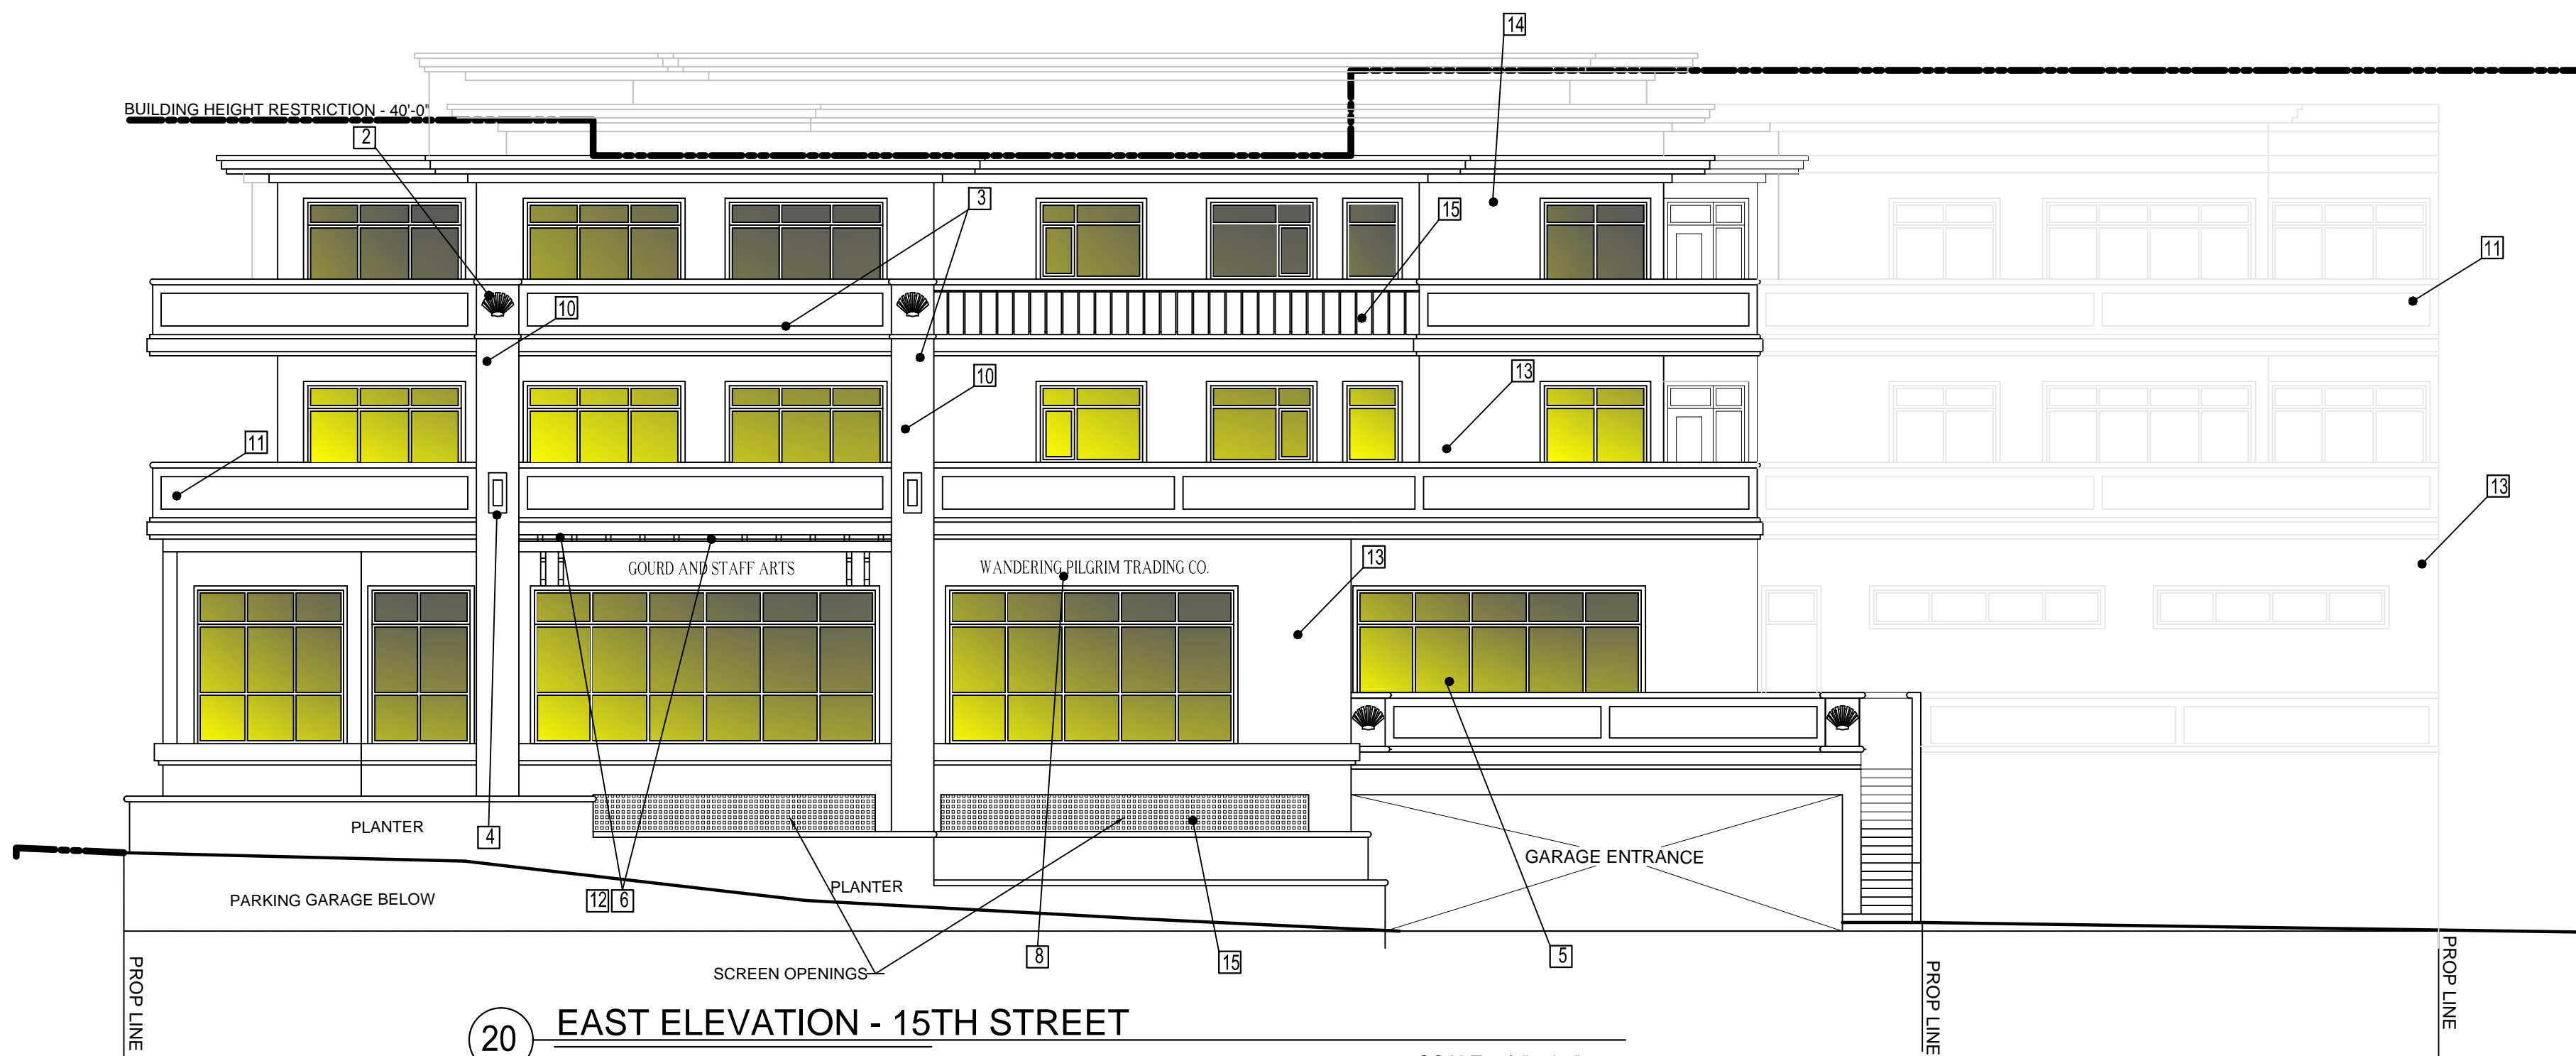 14
BUILDING HEIGHT RESTRICTION - 40'-0"
2
3
15
11
10
13
10
11
13
GOURD AND STAFF ARTS
WANDERING PILGRIM TRADING CO.
13
PLANTER
4
GARAGE ENTRANCE
PLANTER
PARKING GARAGE BELOW
12 6
8
15
5
SCREEN OPENINGS
PROP LINE
PROP LINE
PROP LINE
20
EAST ELEVATION - 15TH STREET